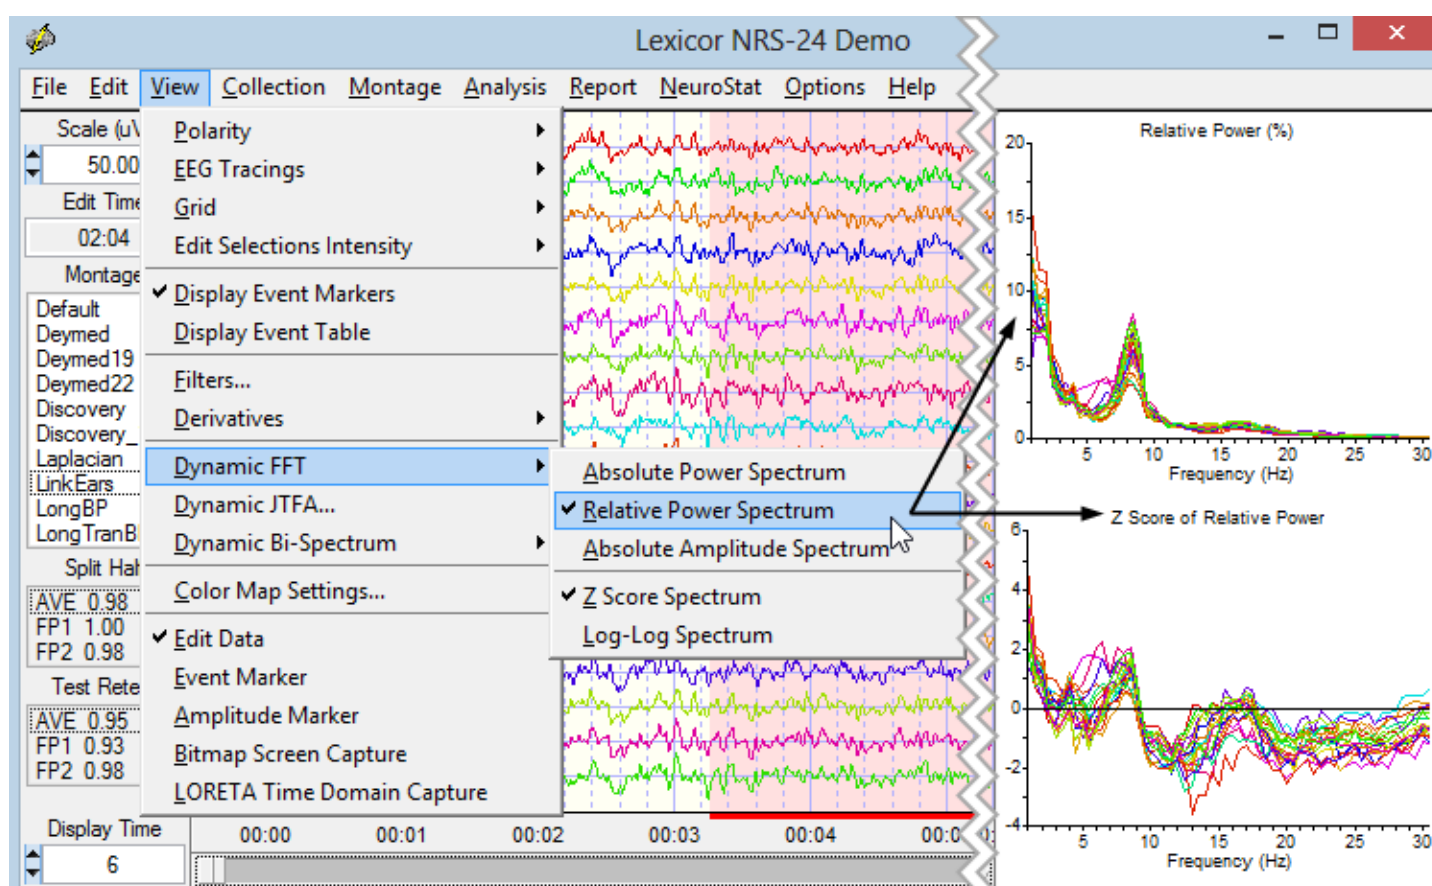 Lexicor NRS-24 Demo
File Edit View Collection Montage Analysis Report NeuroStat Options Help
Scale (uV
50.00
Edit Time
02:04
Montage
Default
Deymed
Deymed19
Deymed22
Discovery
Discovery_
Laplacian
LinkEars
LongBP
LongTranB
Split Hal
AVE 0.98
FP1 1.00
FP2 0.98
Test Rete
AVE 0.95
FP1 0.93
FP2 0.98
Display Time
6
Polarity
EEG Tracings
Grid
Edit Selections Intensity
Display Event Markers
Display Event Table
Filters...
Derivatives
Dynamic FFT
Dynamic JTFA...
Dynamic Bi-Spectrum
Color Map Settings...
Edit Data
Event Marker
Amplitude Marker
Bitmap Screen Capture
LORETA Time Domain Capture
Absolute Power Spectrum
Relative Power Spectrum
Absolute Amplitude Spectrum
Z Score Spectrum
Log-Log Spectrum
00:00 00:01 00:02 00:03 00:04 00:0
Relative Power (%)
20
15
10
5
0
5 10 15 20 25 30
Frequency (Hz)
Z Score of Relative Power
6
4
2
0
-2
-4
5 10 15 20 25 30
Frequency (Hz)